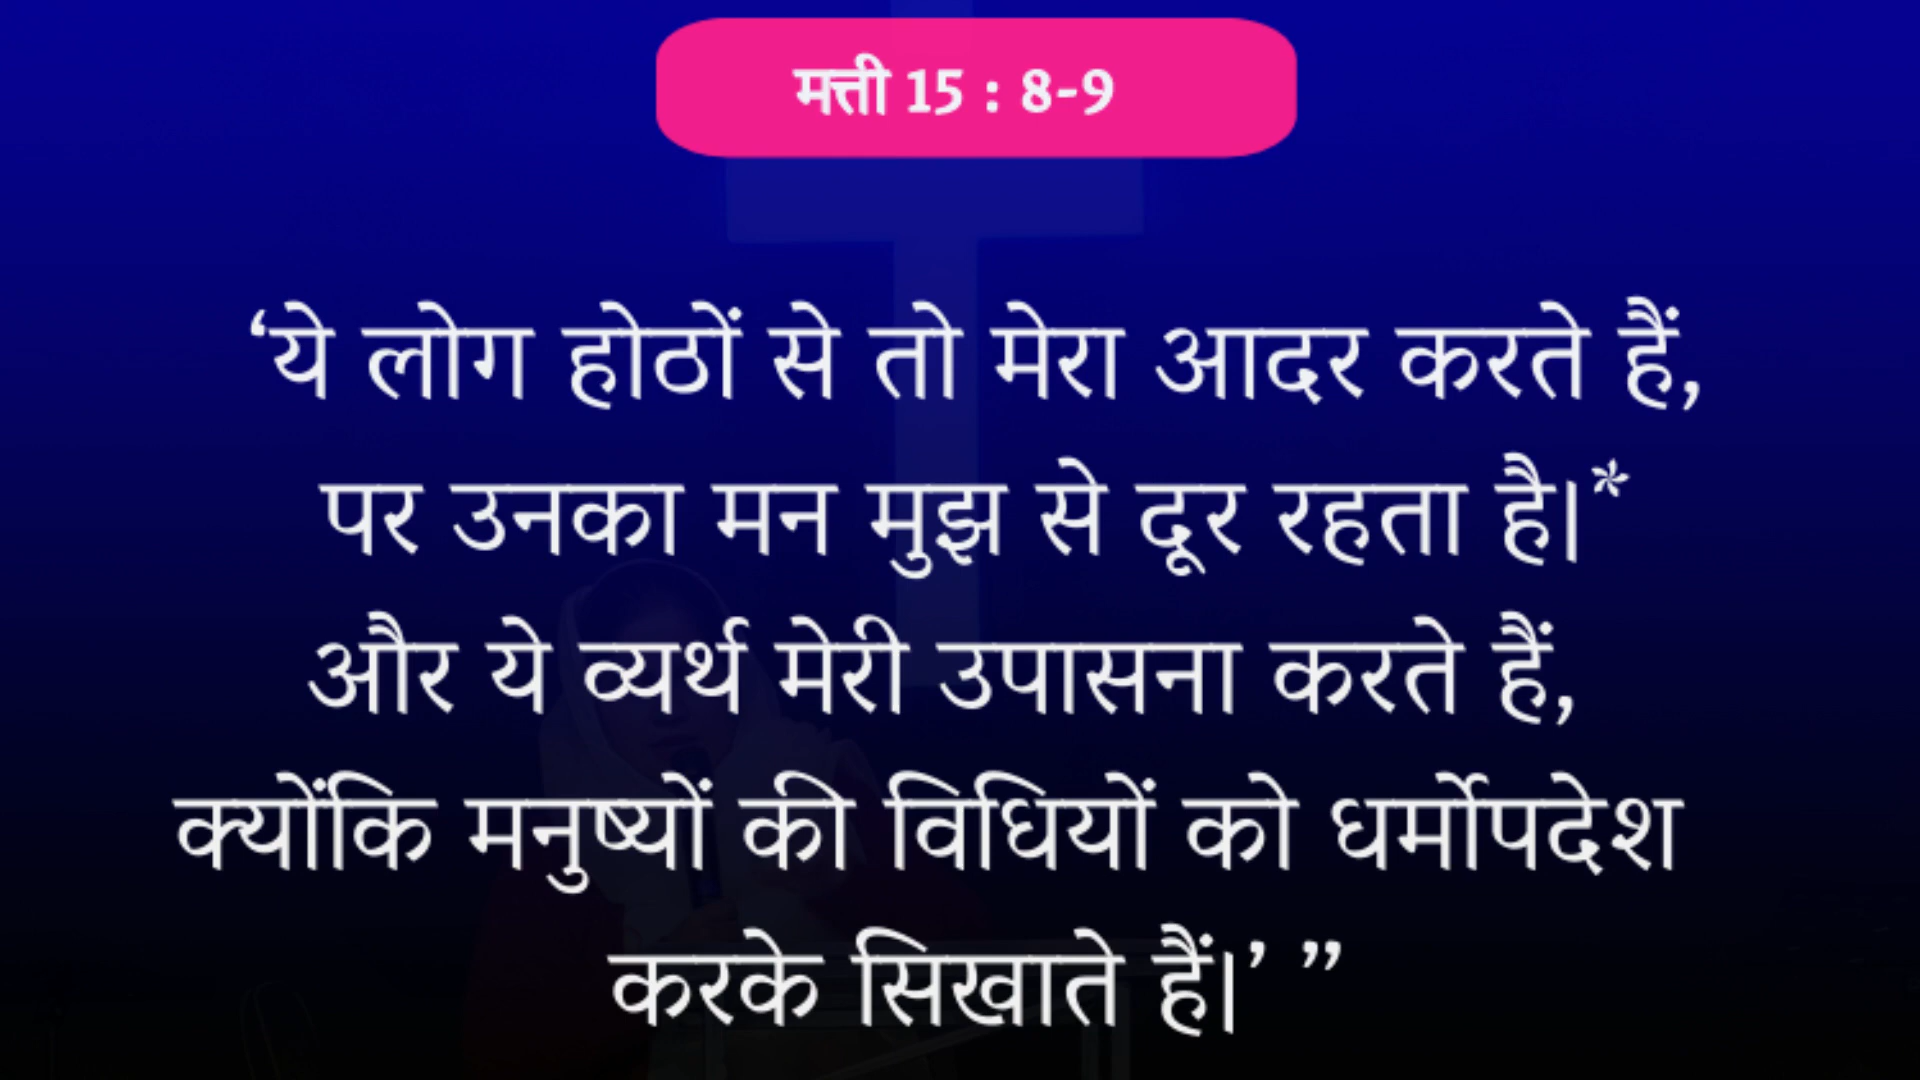 मत्ती 15 : 8-9
‘ये लोग होठों से तो मेरा आदर करते हैं,
पर उनका मन मुझ से दूर रहता है।*
और ये व्यर्थ मेरी उपासना करते हैं,
क्योंकि मनुष्यों की विधियों को धर्मोपदेश
करके सिखाते हैं।’ ”